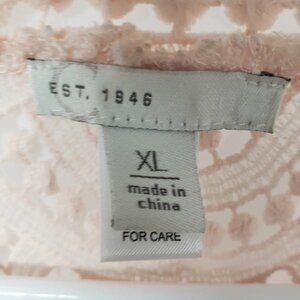 EST. 1946
XL
made in
china
FOR CARE